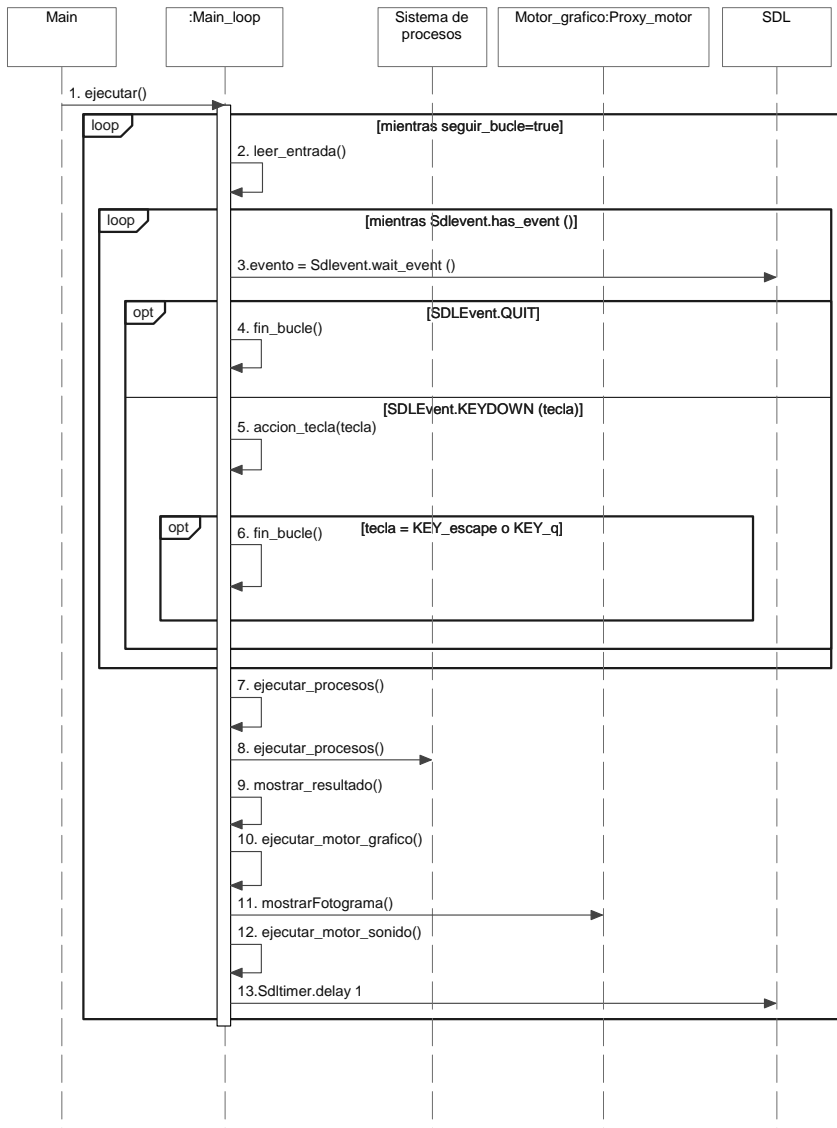 Main
:Main_loop
Sistema de
procesos
Motor_grafico:Proxy_motor
SDL
1. ejecutar()
loop
[mientras seguir_bucle=true]
2. leer_entrada()
loop
[mientras Sdlevent.has_event ()]
3.evento = Sdlevent.wait_event ()
opt
[SDLEvent.QUIT]
4. fin_bucle()
[SDLEvent.KEYDOWN (tecla)]
5. accion_tecla(tecla)
opt
[tecla = KEY_escape o KEY_q]
6. fin_bucle()
7. ejecutar_procesos()
8. ejecutar_procesos()
9. mostrar_resultado()
10. ejecutar_motor_grafico()
11. mostrarFotograma()
12. ejecutar_motor_sonido()
13.Sdltimer.delay 1